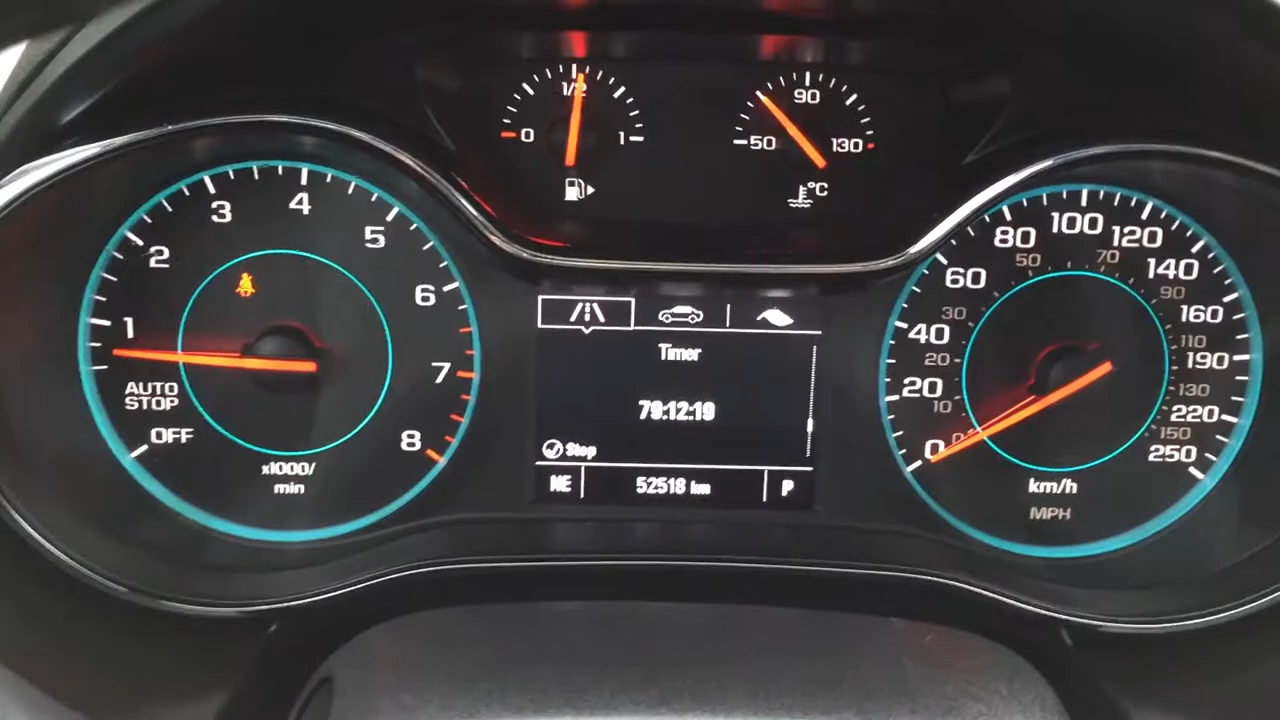 1/2
0 1
90
50 130
°C
1 2 3 4 5 6 7 8
AUTO
STOP
OFF
x1000/
min
Timer
79:12:19
Stop
NE 52518 km P
0 20 40 60 80 100 120 140 160 190 220 250
0 10 20 30 50 70 90 110 130 150
km/h
MPH